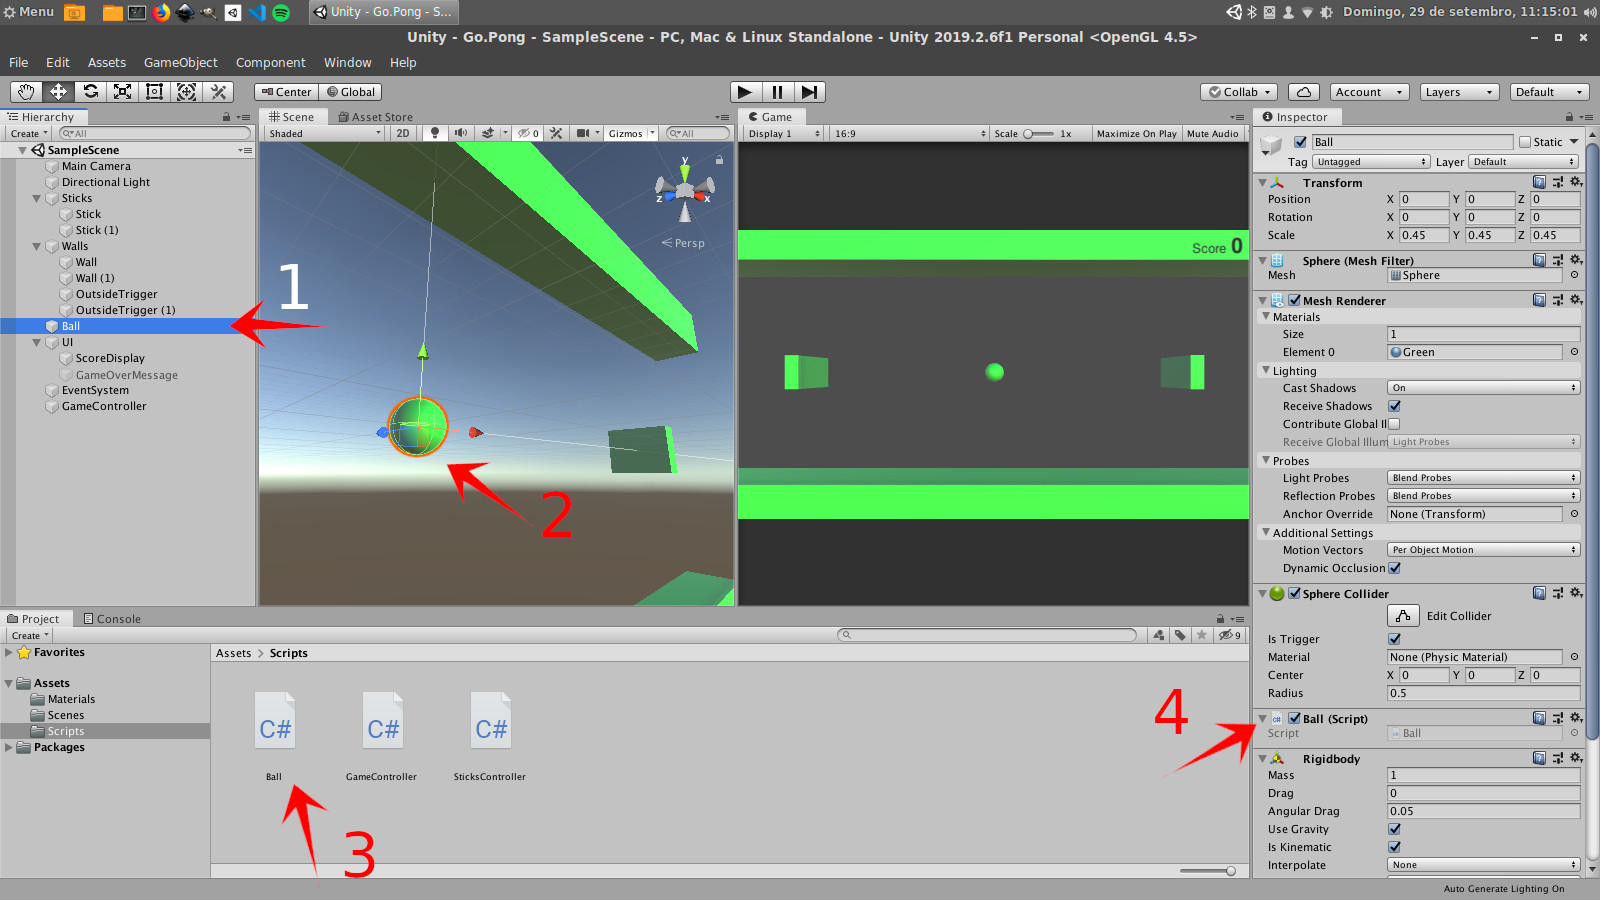 Menu
Unity - Go.Pong - S...
Domingo, 29 de setembro, 11:15:01
Unity - Go.Pong - SampleScene - PC, Mac & Linux Standalone - Unity 2019.2.6f1 Personal <OpenGL 4.5>
File Edit Assets GameObject Component Window Help
Center Global Collab Account Layers Default
Hierarchy
Create All
SampleScene
Main Camera
Directional Light
Sticks
Stick
Stick (1)
Walls
Wall
Wall (1)
OutsideTrigger
OutsideTrigger (1)
Ball
UI
ScoreDisplay
GameOverMessage
EventSystem
GameController
1
Scene Asset Store
Shaded 2D 0 Gizmos All
y
z x
Persp
2
Game
Display 1 16:9 Scale 1x Maximize On Play Mute Audio
Score 0
Inspector
Ball Static
Tag Untagged Layer Default
Transform
Position X 0 Y 0 Z 0
Rotation X 0 Y 0 Z 0
Scale X 0.45 Y 0.45 Z 0.45
Sphere (Mesh Filter)
Mesh Sphere
Mesh Renderer
Materials
Size 1
Element 0 Green
Lighting
Cast Shadows On
Receive Shadows
Contribute Global Il
Receive Global Illum Light Probes
Probes
Light Probes Blend Probes
Reflection Probes Blend Probes
Anchor Override None (Transform)
Additional Settings
Motion Vectors Per Object Motion
Dynamic Occlusion
Sphere Collider
Edit Collider
Is Trigger
Material None (Physic Material)
Center X 0 Y 0 Z 0
Radius 0.5
4
Ball (Script)
Script Ball
Rigidbody
Mass 1
Drag 0
Angular Drag 0.05
Use Gravity
Is Kinematic
Interpolate None
Project Console
Create 9
Favorites
Assets
Materials
Scenes
Scripts
Packages
Assets > Scripts
C# C# C#
Ball GameController SticksController
3
Auto Generate Lighting On